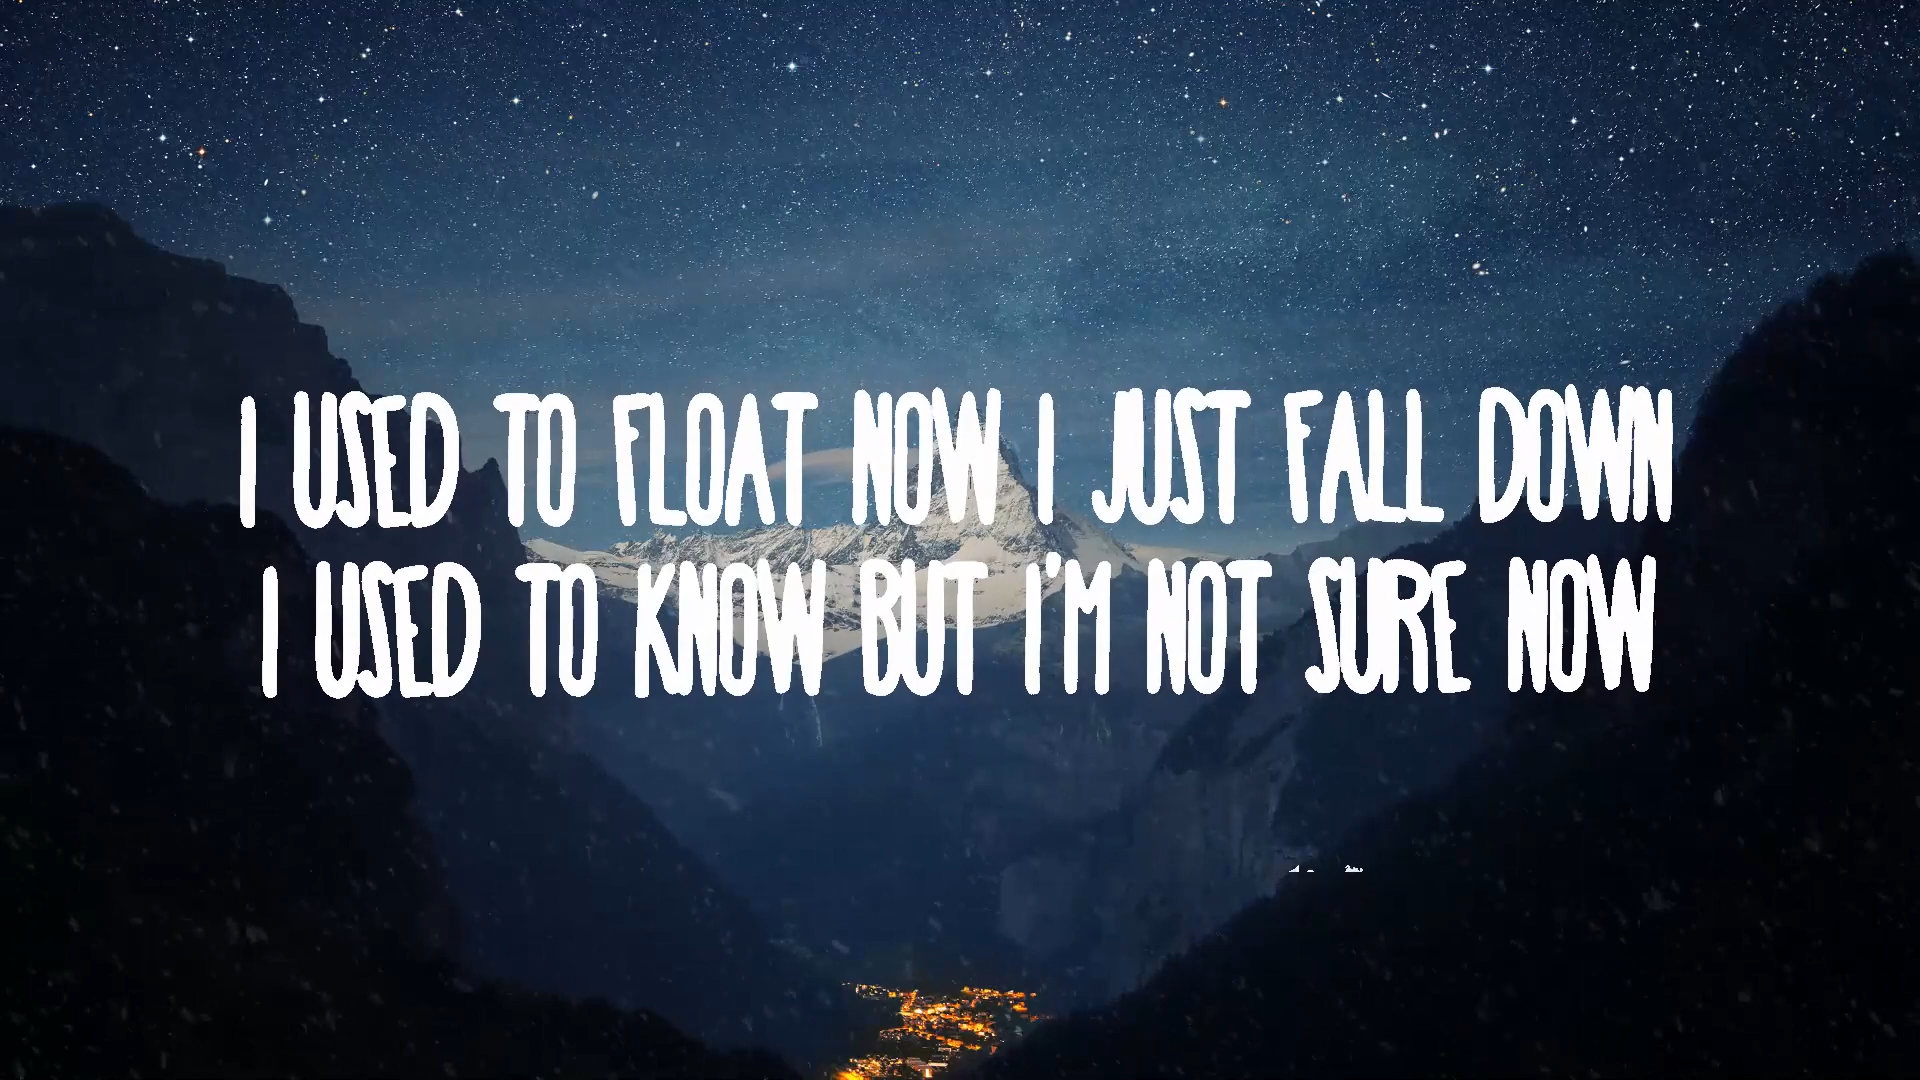 I USED TO FLOAT NOW I JUST FALL DOWN
I USED TO KNOW BUT I'M NOT SURE NOW